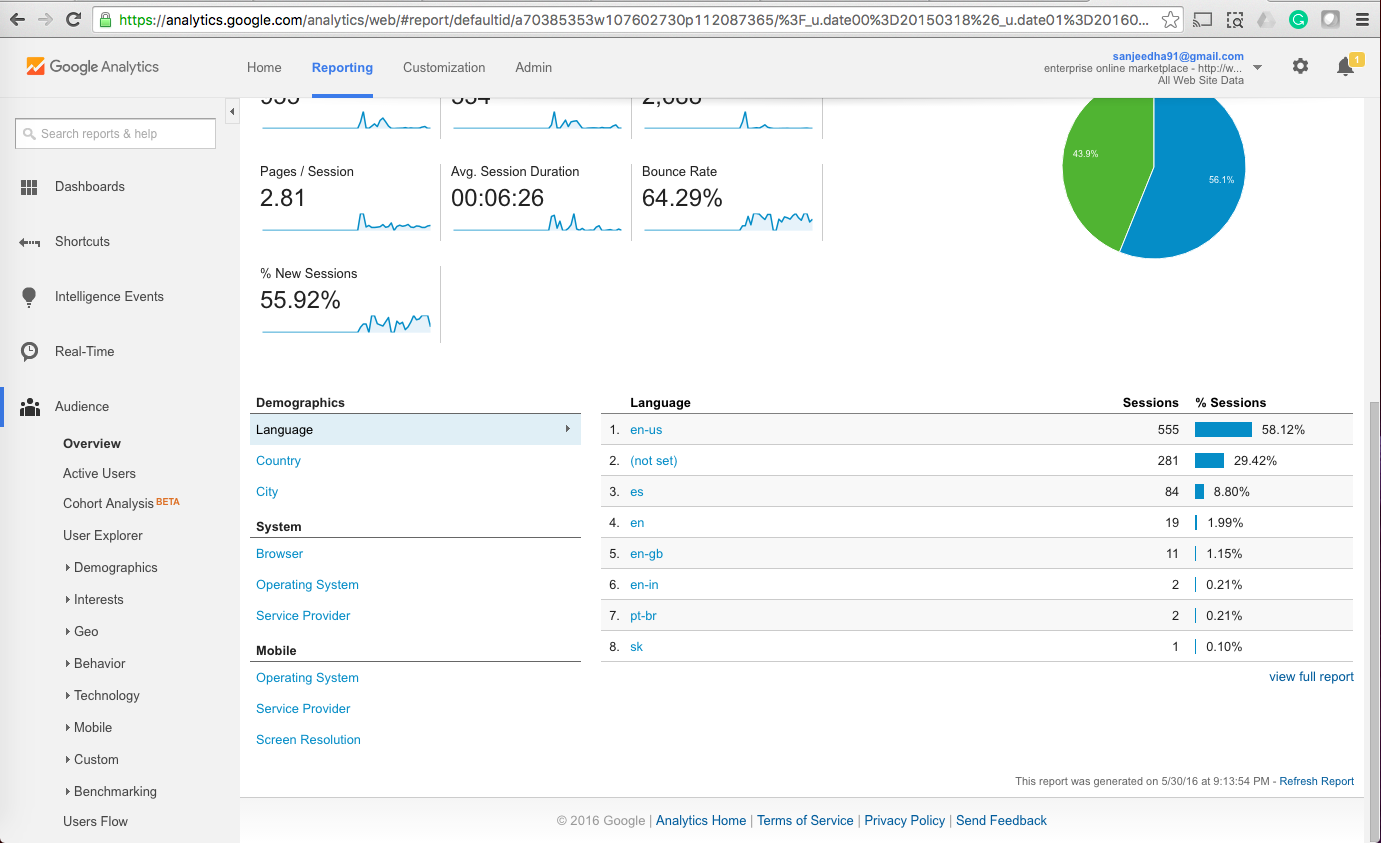 https://analytics.google.com/analytics/web/#report/defaultid/a70385353w107602730p112087365/%3F_u.date00%3D20150318%26_u.date01%3D20160...
Google Analytics
Home Reporting Customization Admin
sanjeedha91@gmail.com
enterprise online marketplace - http://w...
All Web Site Data
1
Search reports & help
Dashboards
Shortcuts
Intelligence Events
Real-Time
Audience
Overview
Active Users
Cohort Analysis BETA
User Explorer
Demographics
Interests
Geo
Behavior
Technology
Mobile
Custom
Benchmarking
Users Flow
Pages / Session
2.81
Avg. Session Duration
00:06:26
Bounce Rate
64.29%
% New Sessions
55.92%
43.9%
56.1%
Demographics
Language
Country
City
System
Browser
Operating System
Service Provider
Mobile
Operating System
Service Provider
Screen Resolution
Language Sessions % Sessions
1. en-us 555 58.12%
2. (not set) 281 29.42%
3. es 84 8.80%
4. en 19 1.99%
5. en-gb 11 1.15%
6. en-in 2 0.21%
7. pt-br 2 0.21%
8. sk 1 0.10%
view full report
This report was generated on 5/30/16 at 9:13:54 PM - Refresh Report
© 2016 Google | Analytics Home | Terms of Service | Privacy Policy | Send Feedback